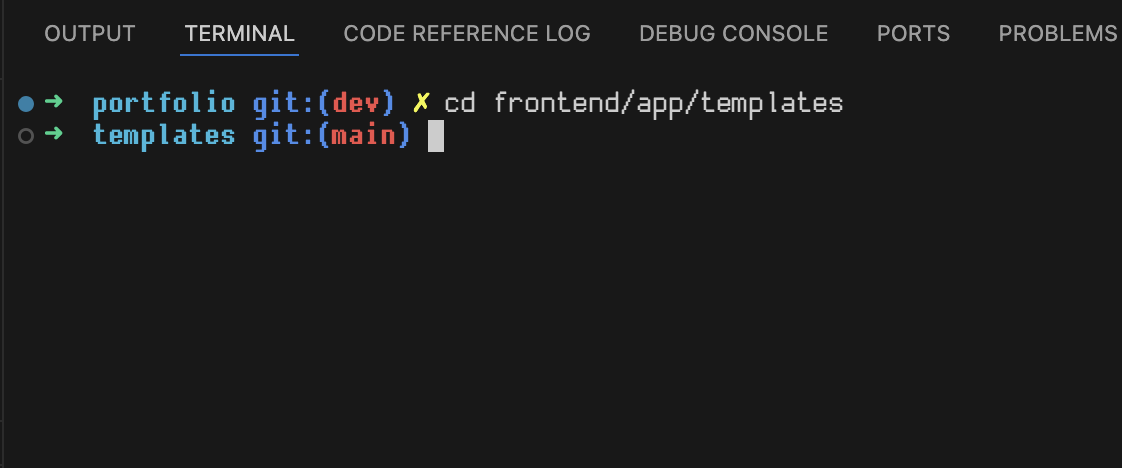 OUTPUT TERMINAL CODE REFERENCE LOG DEBUG CONSOLE PORTS PROBLEMS
➜ portfolio git:(dev) ✗ cd frontend/app/templates
➜ templates git:(main)